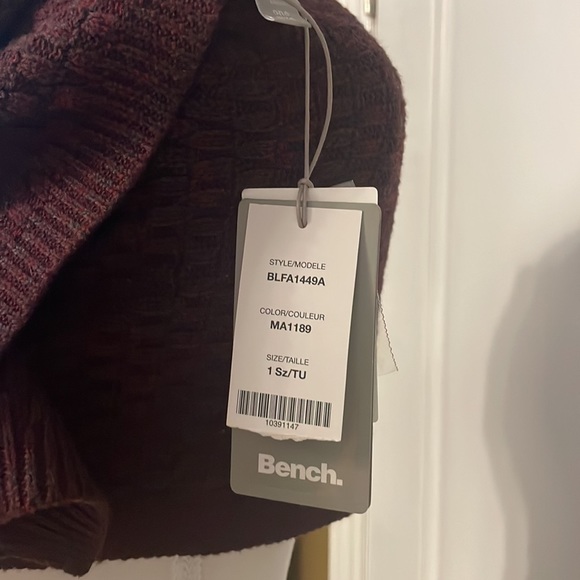 STYLE/MODELE
BLFA1449A
COLOR/COULEUR
MA1189
SIZE/TAILLE
1 Sz/TU
10391147
Bench.